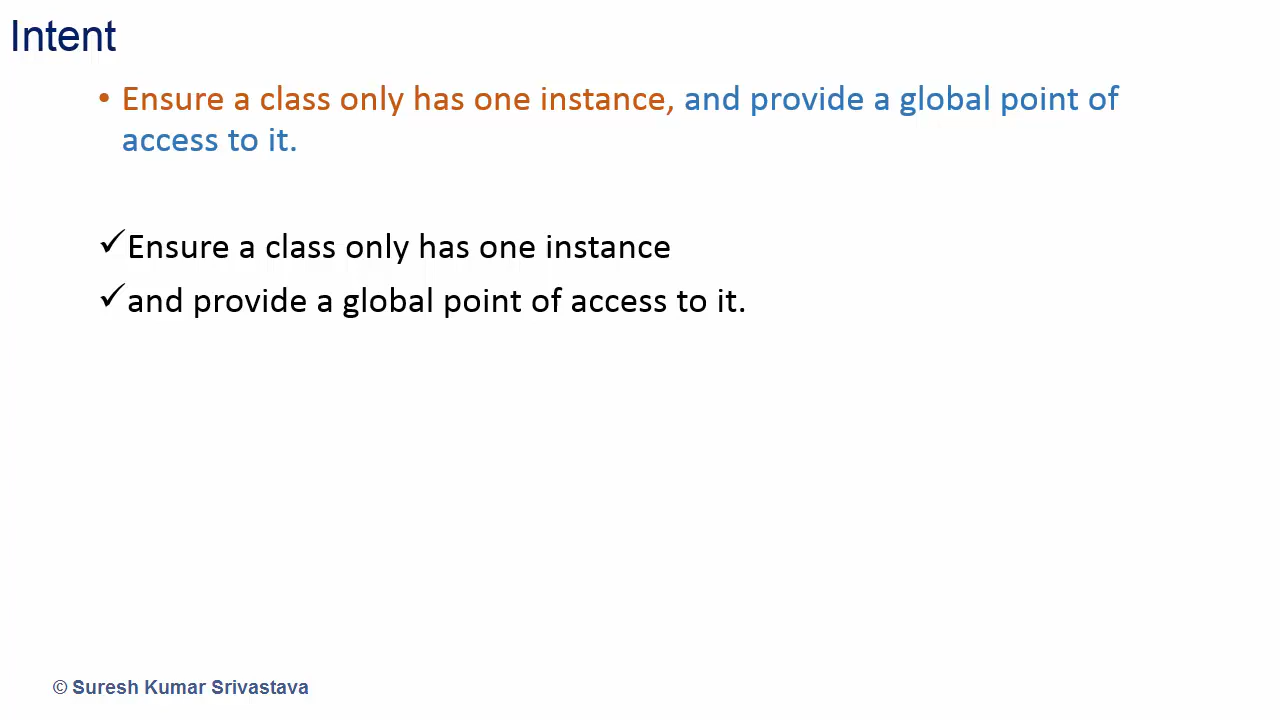 Intent
• Ensure a class only has one instance, and provide a global point of
access to it.
✓Ensure a class only has one instance
✓and provide a global point of access to it.
© Suresh Kumar Srivastava